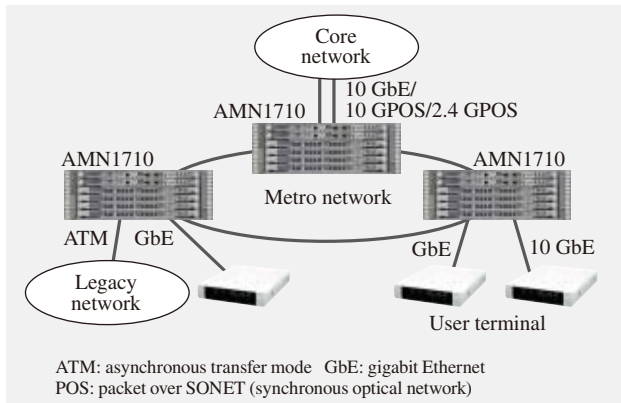 Core
network
10 GbE/
AMN1710
10 GPOS/2.4 GPOS
AMN1710
AMN1710
Metro network
ATM
GbE
GbE
10 GbE
Legacy
network
User terminal
ATM: asynchronous transfer mode GbE: gigabit Ethernet
POS: packet over SONET (synchronous optical network)